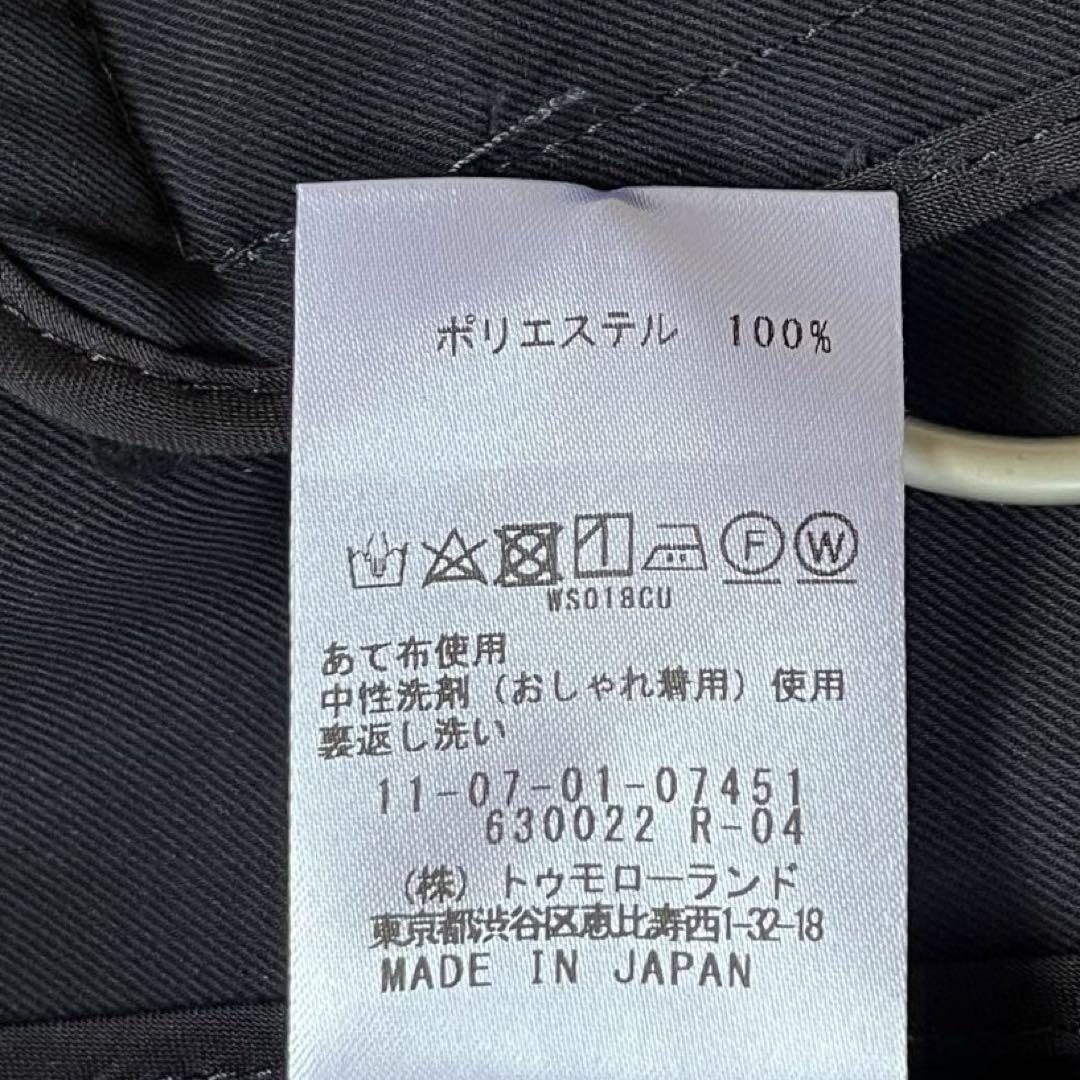 ポリエステル 100%
F W
WS018CU
あて布使用
中性洗剤（おしゃれ着用）使用
裏返し洗い
11-07-01-07451
630022 R-04
（株）トゥモローランド
東京都渋谷区恵比寿西1-32-18
MADE IN JAPAN